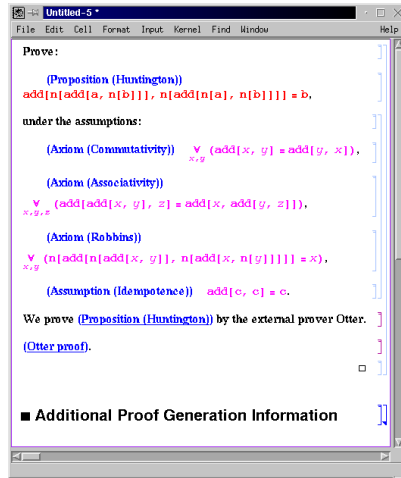 Untitled-5 *
File Edit Cell Format Input Kernel Find Window Help
Prove:
(Proposition (Huntington))
add[n[add[a, n[b]]], n[add[n[a], n[b]]]] = b,
under the assumptions:
(Axiom (Commutativity)) ∀ (add[x, y] = add[y, x]),
x,y
(Axiom (Associativity))
∀ (add[add[x, y], z] = add[x, add[y, z]]),
x,y,z
(Axiom (Robbins))
∀ (n[add[n[add[x, y]], n[add[x, n[y]]]]] = x),
x,y
(Assumption (Idempotence)) add[c, c] = c.
We prove (Proposition (Huntington)) by the external prover Otter.
(Otter proof).
■ Additional Proof Generation Information